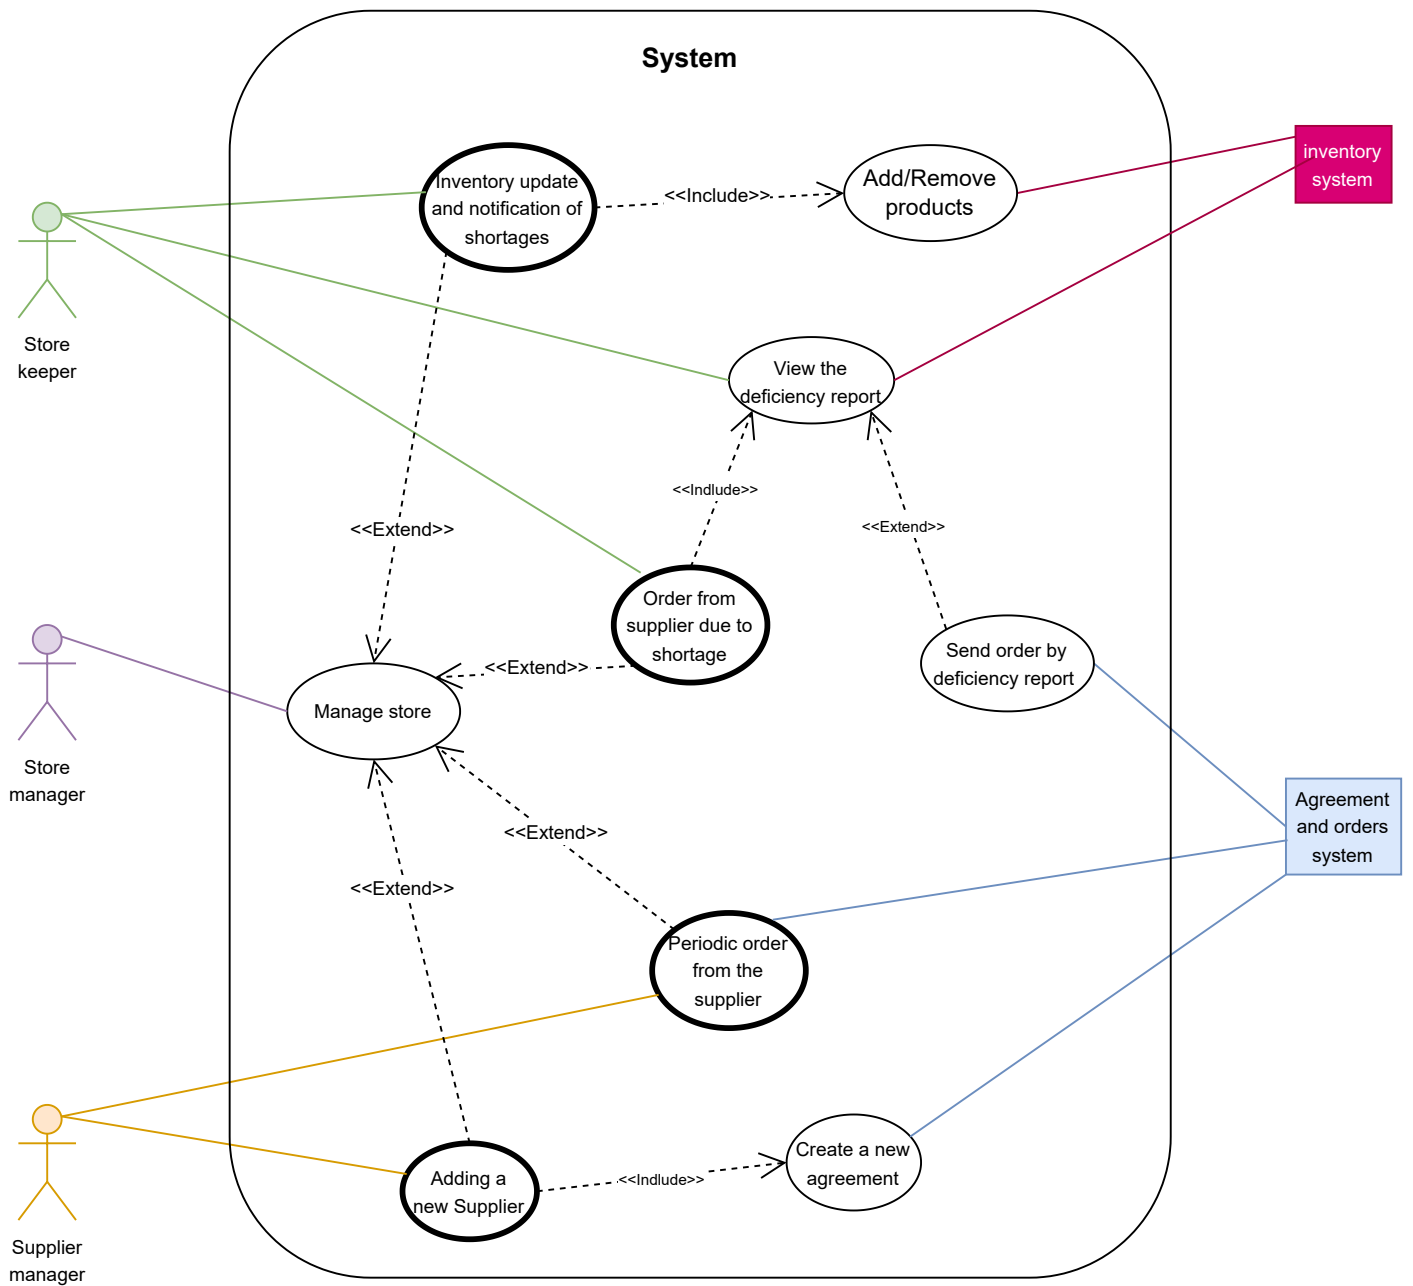 System
Inventory update
and notification of
shortages
<<Include>>
Add/Remove
products
inventory
system
Store
keeper
View the
deficiency report
<<Indlude>>
<<Extend>>
<<Extend>>
Order from
supplier due to
shortage
Send order by
deficiency report
<<Extend>>
Manage store
Store
manager
Agreement
and orders
system
<<Extend>>
<<Extend>>
Periodic order
from the
supplier
Adding a
new Supplier
<<Indlude>>
Create a new
agreement
Supplier
manager